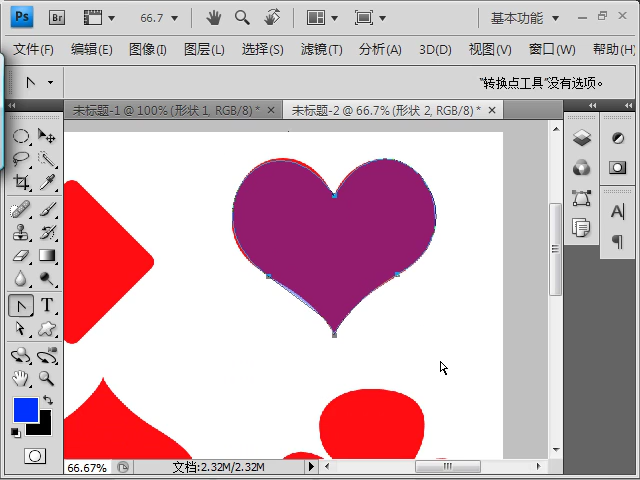 Ps Br 66.7 基本功能
文件(F) 编辑(E) 图像(I) 图层(L) 选择(S) 滤镜(T) 分析(A) 3D(D) 视图(V) 窗口(W) 帮助(H)
"转换点工具"没有选项。
未标题-1 @ 100% (形状 1, RGB/8) * × 未标题-2 @ 66.7% (形状 2, RGB/8) * ×
T
A
66.67% 文档:2.32M/2.32M